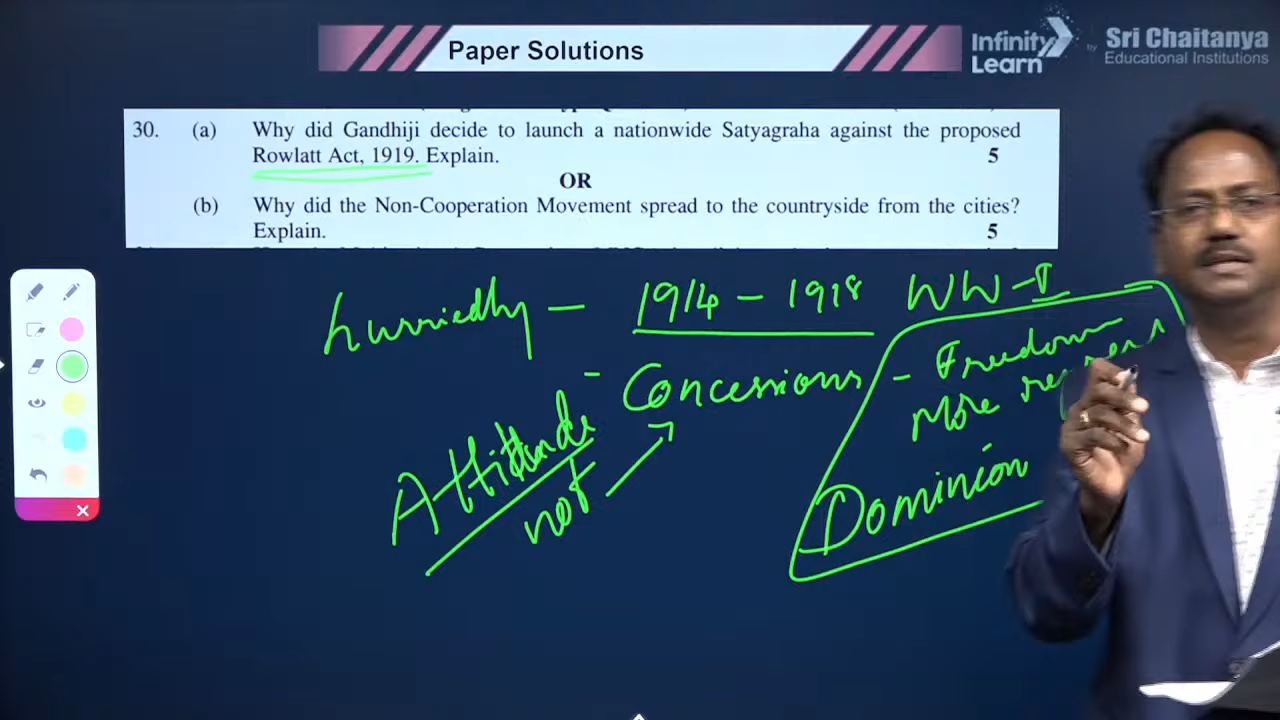 Paper Solutions
Infinity Learn
by Sri Chaitanya Educational Institutions
30. (a) Why did Gandhiji decide to launch a nationwide Satyagraha against the proposed
Rowlatt Act, 1919. Explain. 5
OR
(b) Why did the Non-Cooperation Movement spread to the countryside from the cities?
Explain. 5
hurriedly – 1914 – 1918 WW-I
- Concessions - Freedom
More
Attitude
not
Dominion